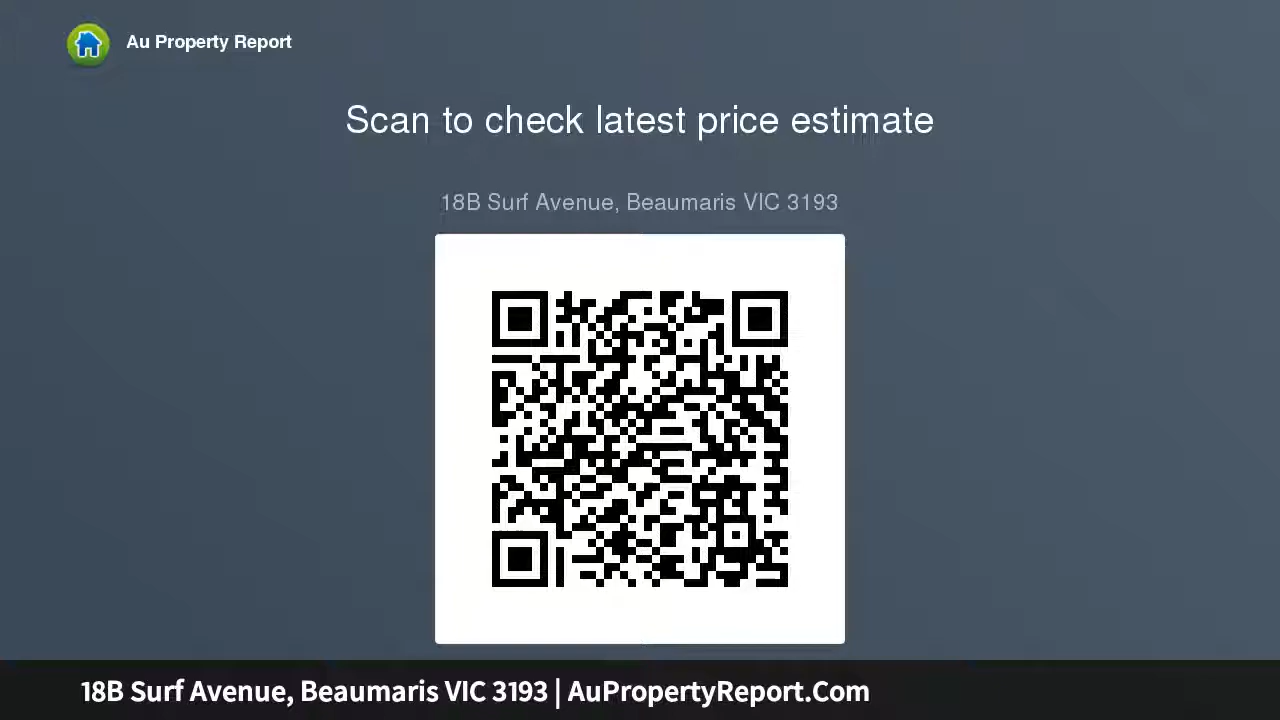 Au Property Report
Scan to check latest price estimate
18B Surf Avenue, Beaumaris VIC 3193
18B Surf Avenue, Beaumaris VIC 3193 | AuPropertyReport.Com